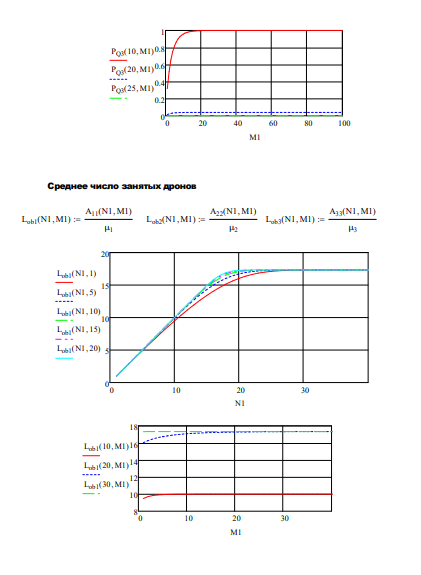 1
P_Q3(10, M1) 0.8
0.6
P_Q3(20, M1)
0.4
P_Q3(25, M1)
0.2
0
0 20 40 60 80 100
M1
Среднее число занятых дронов
L_ob1(N1, M1) := A_11(N1, M1) / μ_1 L_ob2(N1, M1) := A_22(N1, M1) / μ_2 L_ob3(N1, M1) := A_33(N1, M1) / μ_3
20
L_ob1(N1, 1)
15
L_ob1(N1, 5)
L_ob1(N1, 10) 10
L_ob1(N1, 15)
5
L_ob1(N1, 20)
0
0 10 20 30
N1
18
16
L_ob1(10, M1)
14
L_ob1(20, M1)
12
L_ob1(30, M1)
10
8
0 10 20 30
M1